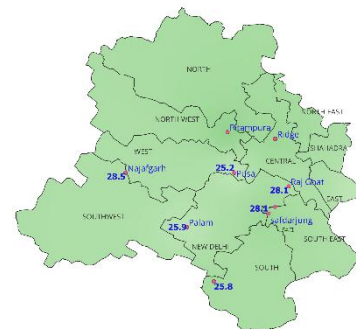 NORTH
NORTH WEST
NORTH EAST
Pitampura
Ridge
SHAHADRA
WEST
CENTRAL
Najafgarh
28.5
25.2
Pusa
Raj Ghat
28.1
EAST
28.1
safdarjung
SOUTHWEST
25.9
Palam
NEW DELHI
SOUTH EAST
SOUTH
25.8